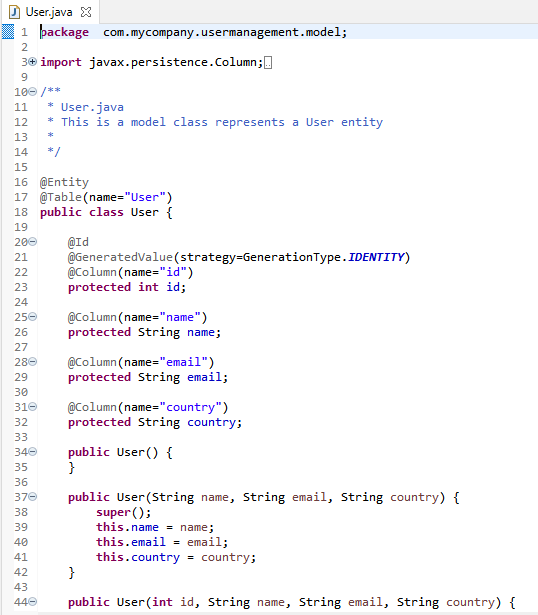 User.java
1 package  com.mycompany.usermanagement.model;
2
3 import javax.persistence.Column;
9
10 /**
11  * User.java
12  * This is a model class represents a User entity
13  *
14  */
15
16 @Entity
17 @Table(name="User")
18 public class User {
19
20     @Id
21     @GeneratedValue(strategy=GenerationType.IDENTITY)
22     @Column(name="id")
23     protected int id;
24
25     @Column(name="name")
26     protected String name;
27
28     @Column(name="email")
29     protected String email;
30
31     @Column(name="country")
32     protected String country;
33
34     public User() {
35     }
36
37     public User(String name, String email, String country) {
38         super();
39         this.name = name;
40         this.email = email;
41         this.country = country;
42     }
43
44     public User(int id, String name, String email, String country) {